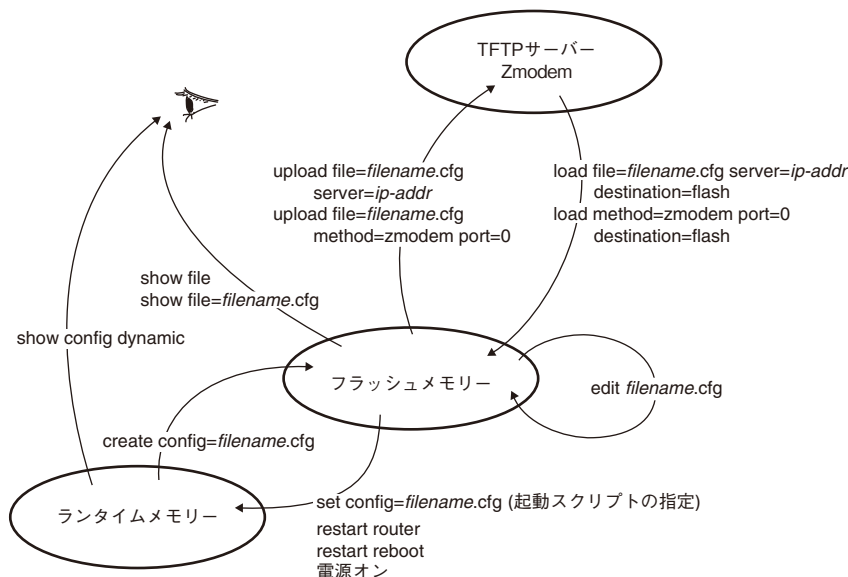 TFTPサーバー
Zmodem
upload file=filename.cfg
server=ip-addr
upload file=filename.cfg
method=zmodem port=0
load file=filename.cfg server=ip-addr
destination=flash
load method=zmodem port=0
destination=flash
show file
show file=filename.cfg
show config dynamic
フラッシュメモリー
edit filename.cfg
create config=filename.cfg
ランタイムメモリー
set config=filename.cfg (起動スクリプトの指定)
restart router
restart reboot
電源オン